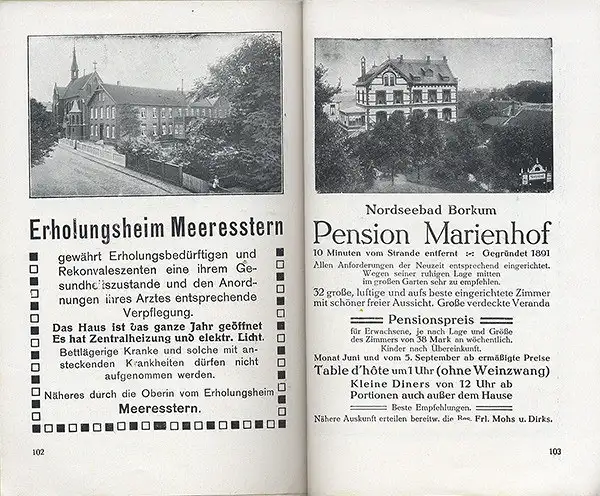 Erholungsheim Meeresstern
gewährt Erholungsbedürftigen und
Rekonvaleszenten eine ihrem Ge-
sundheitszustande und den Anord-
nungen ihres Arztes entsprechende
Verpflegung.
Das Haus ist das ganze Jahr geöffnet
Es hat Zentralheizung und elektr. Licht.
Bettlägerige Kranke und solche mit an-
steckenden Krankheiten dürfen nicht
aufgenommen werden.
Näheres durch die Oberin vom Erholungsheim
Meeresstern.
102
Nordseebad Borkum
Pension Marienhof
10 Minuten vom Strande entfernt :-: Gegründet 1891
Allen Anforderungen der Neuzeit entsprechend eingerichtet.
Wegen seiner ruhigen Lage mitten
im großen Garten sehr zu empfehlen.
32 große, luftige und aufs beste eingerichtete Zimmer
mit schöner freier Aussicht. Große verdeckte Veranda
Pensionspreis
für Erwachsene, je nach Lage und Größe
des Zimmers von 38 Mark an wöchentlich.
Kinder nach Übereinkunft.
Monat Juni und vom 5. September ab ermäßigte Preise
Table d'hôte um 1 Uhr (ohne Weinzwang)
Kleine Diners von 12 Uhr ab
Portionen auch außer dem Hause
Beste Empfehlungen.
Nähere Auskunft erteilen bereitw. die Bes. Frl. Mohs u. Dirks.
103